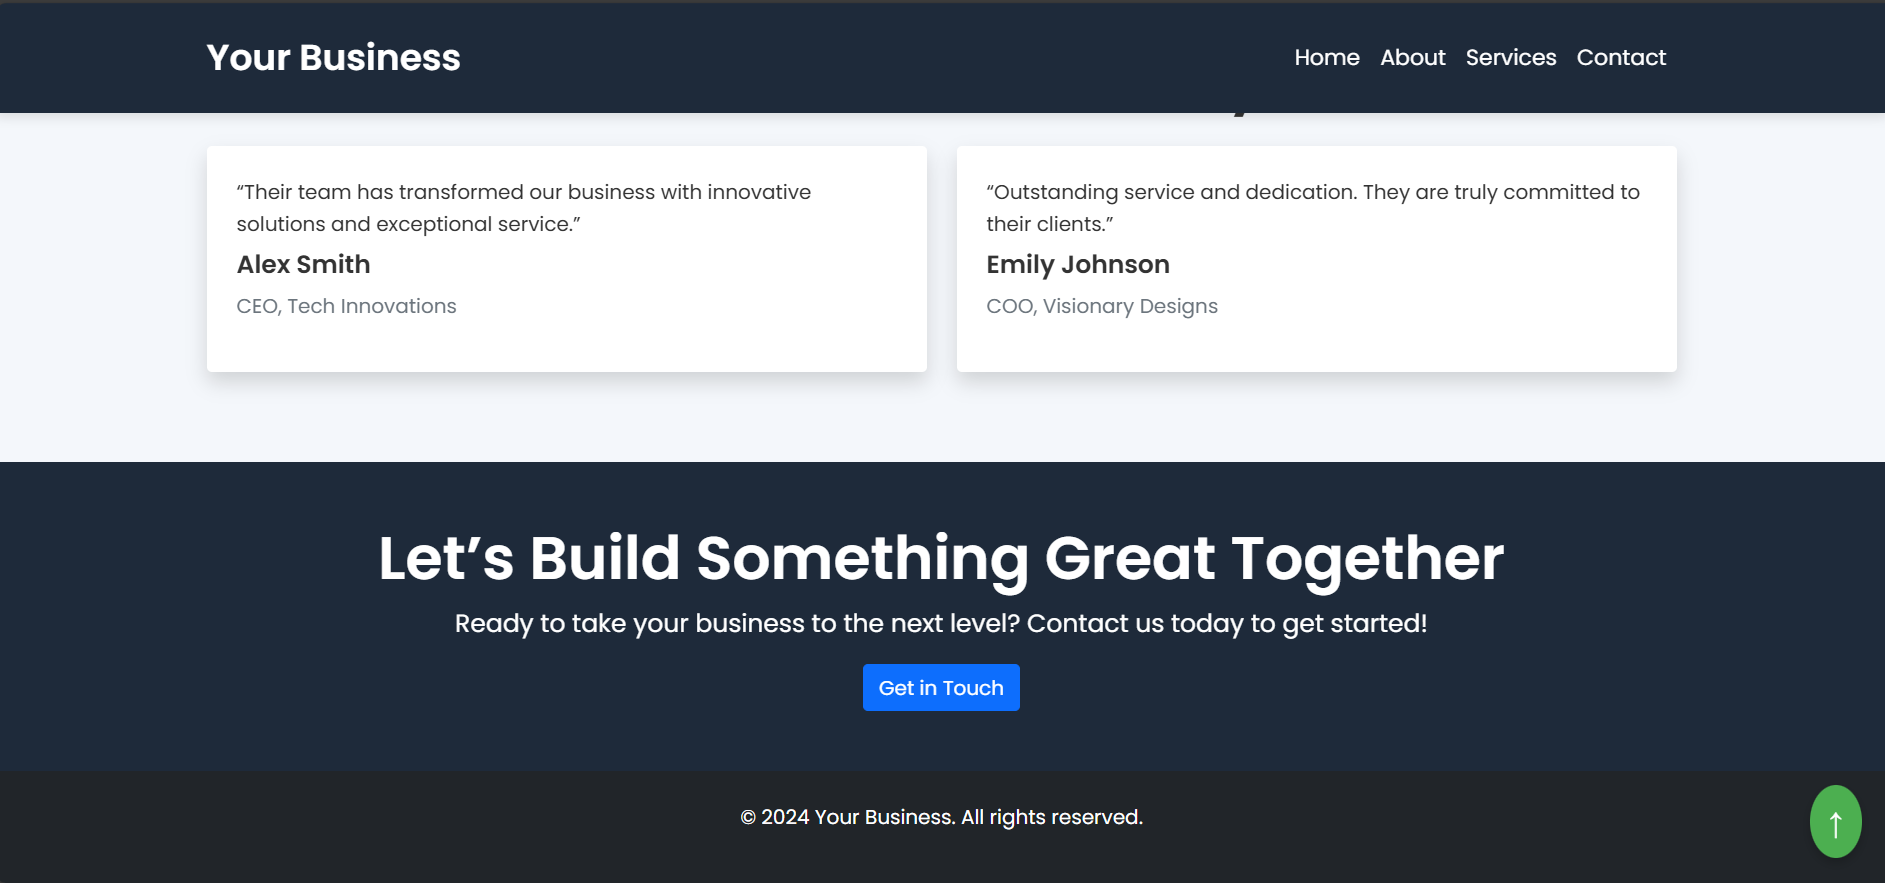 Your Business
Home About Services Contact
“Their team has transformed our business with innovative
solutions and exceptional service.”
Alex Smith
CEO, Tech Innovations
“Outstanding service and dedication. They are truly committed to
their clients.”
Emily Johnson
COO, Visionary Designs
Let’s Build Something Great Together
Ready to take your business to the next level? Contact us today to get started!
Get in Touch
© 2024 Your Business. All rights reserved.
↑